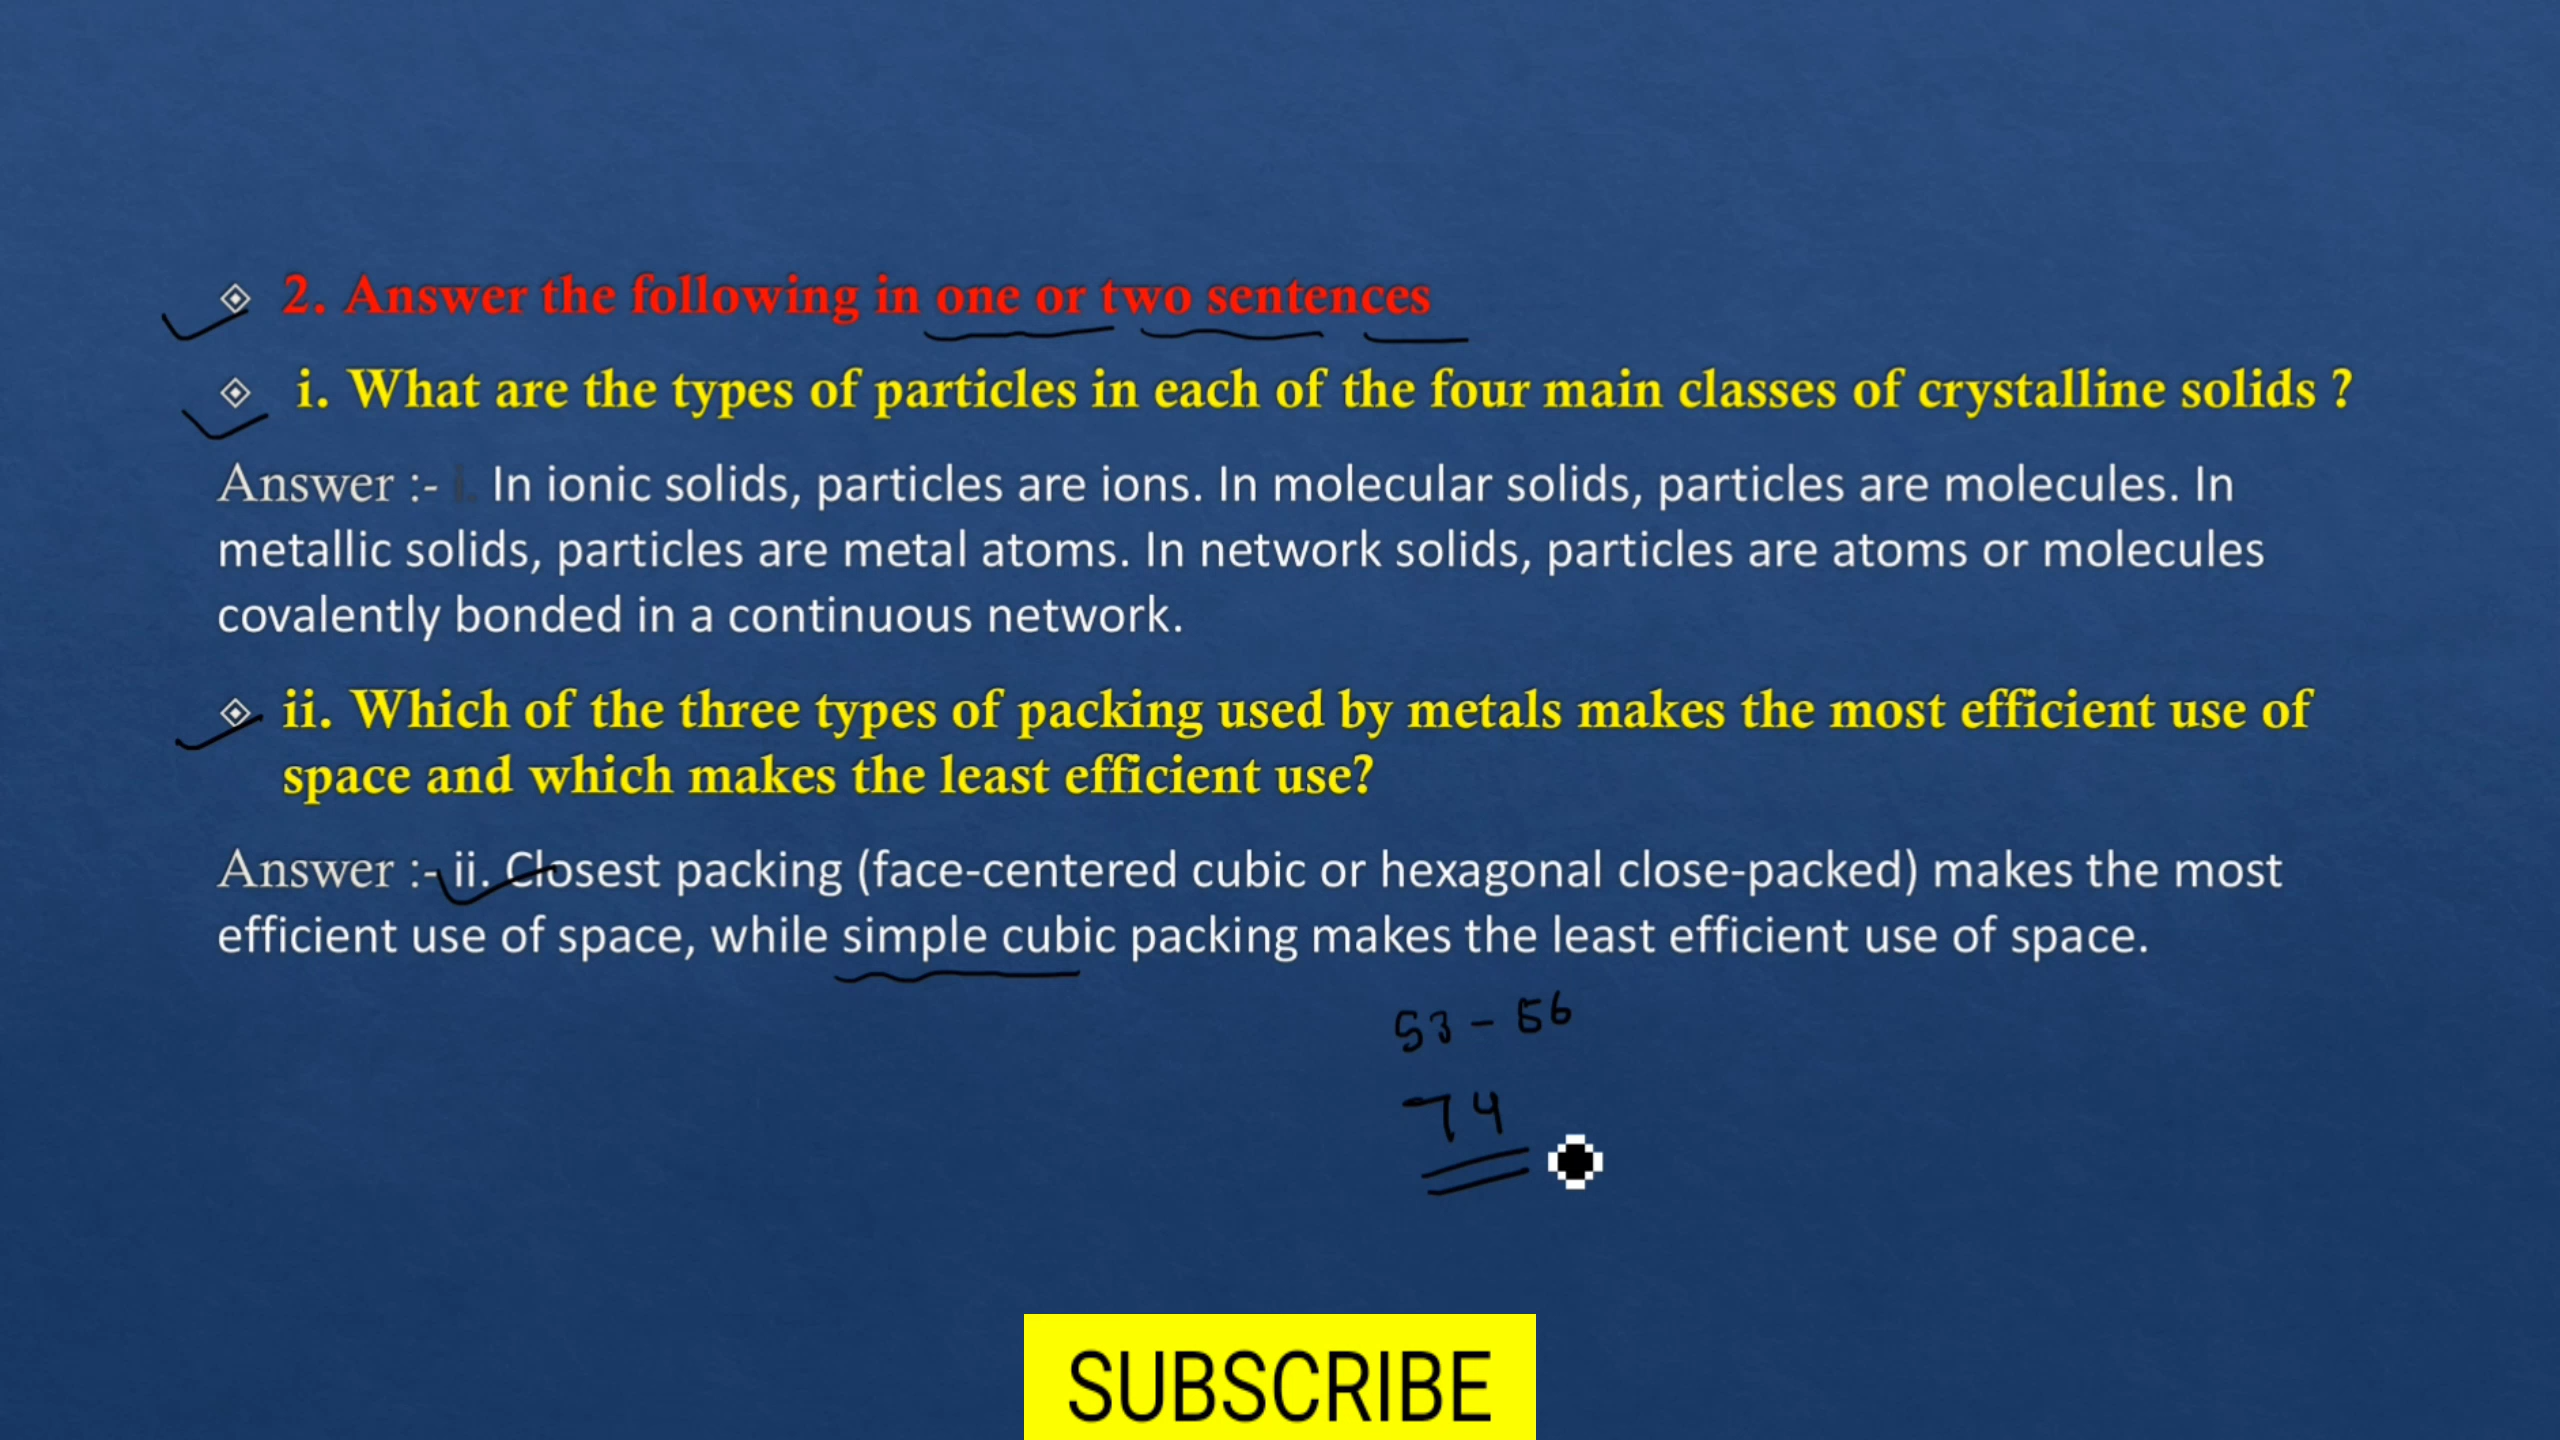 2. Answer the following in one or two sentences
i. What are the types of particles in each of the four main classes of crystalline solids ?
Answer :- i. In ionic solids, particles are ions. In molecular solids, particles are molecules. In
metallic solids, particles are metal atoms. In network solids, particles are atoms or molecules
covalently bonded in a continuous network.
ii. Which of the three types of packing used by metals makes the most efficient use of
space and which makes the least efficient use?
Answer :- ii. Closest packing (face-centered cubic or hexagonal close-packed) makes the most
efficient use of space, while simple cubic packing makes the least efficient use of space.
53 - 56
74
SUBSCRIBE